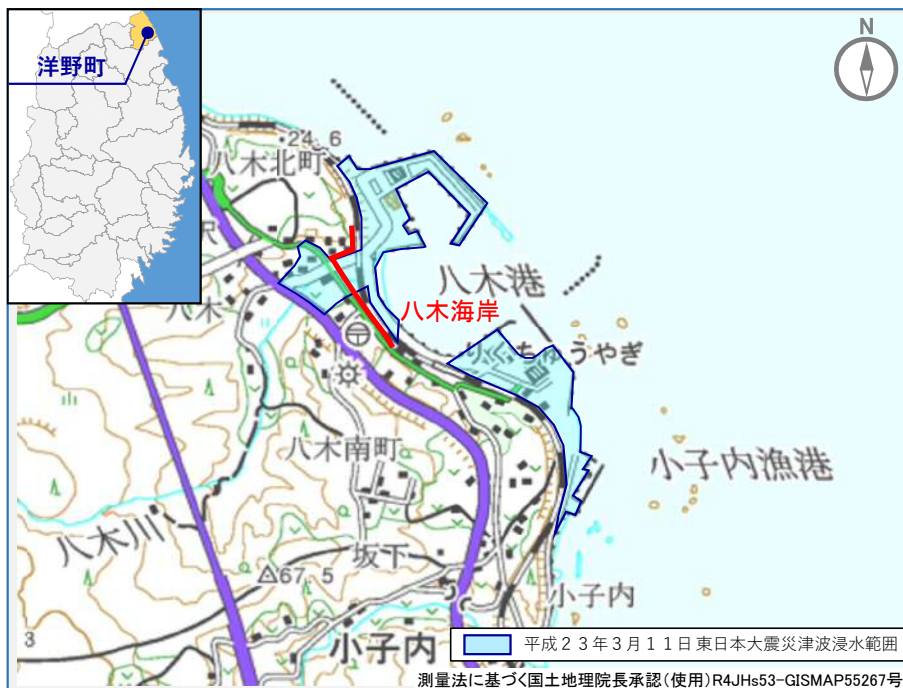 洋野町
N
24.6
八木北町
沢
八木港
八木
八木海岸
りくちゅうやぎ
八木南町
小子内漁港
八木川
坂下
67.5
小子内
小子内
3
平成23年3月11日東日本大震災津波浸水範囲
測量法に基づく国土地理院長承認(使用)R4JHs53-GISMAP55267号